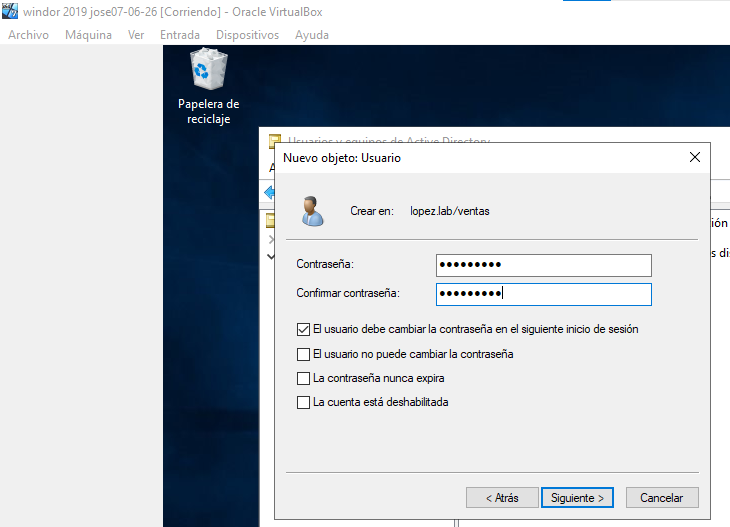 windor 2019 jose07-06-26 [Corriendo] - Oracle VirtualBox
Archivo Máquina Ver Entrada Dispositivos Ayuda
Papelera de
reciclaje
Usuarios y equipos de Active Directory
A
Nuevo objeto: Usuario
Crear en: lopez.lab/ventas
ión
s dis
Contraseña: ●●●●●●●●●
Confirmar contraseña: ●●●●●●●●●
El usuario debe cambiar la contraseña en el siguiente inicio de sesión
El usuario no puede cambiar la contraseña
La contraseña nunca expira
La cuenta está deshabilitada
< Atrás Siguiente > Cancelar